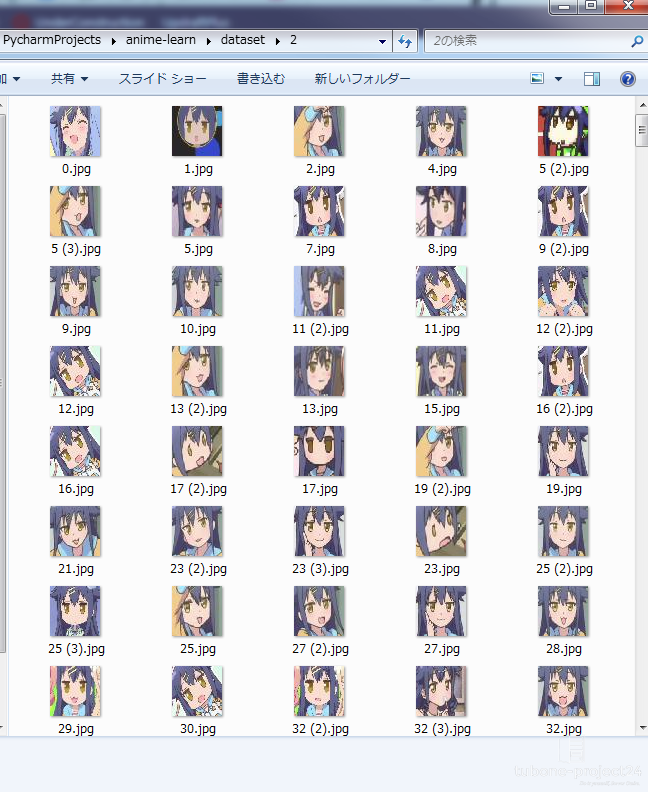 PycharmProjects ▸ anime-learn ▸ dataset ▸ 2
2の検索
加 共有 スライド ショー 書き込む 新しいフォルダー
0.jpg 1.jpg 2.jpg 4.jpg 5 (2).jpg
5 (3).jpg 5.jpg 7.jpg 8.jpg 9 (2).jpg
9.jpg 10.jpg 11 (2).jpg 11.jpg 12 (2).jpg
12.jpg 13 (2).jpg 13.jpg 15.jpg 16 (2).jpg
16.jpg 17 (2).jpg 17.jpg 19 (2).jpg 19.jpg
21.jpg 23 (2).jpg 23 (3).jpg 23.jpg 25 (2).jpg
25 (3).jpg 25.jpg 27 (2).jpg 27.jpg 28.jpg
29.jpg 30.jpg 32 (2).jpg 32 (3).jpg 32.jpg